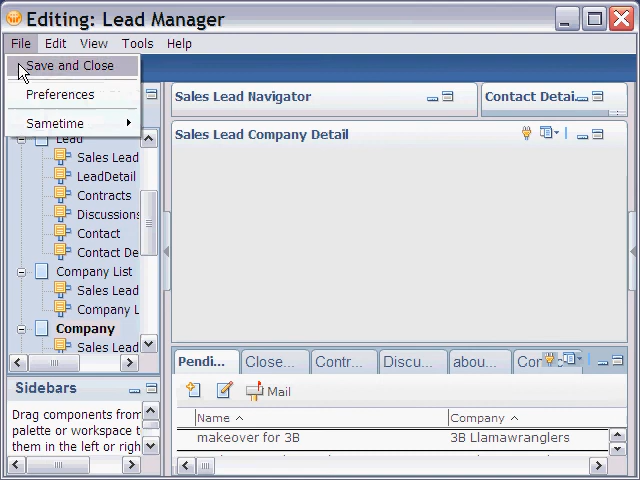 Editing: Lead Manager
File Edit View Tools Help
Save and Close
Preferences
Sametime
Lead
Sales Lead
LeadDetail
Contracts
Discussions
Contact
Contact De
Company List
Sales Lead
Company L
Company
Sales Lead
Sidebars
Drag components from
palette or workspace t
them in the left or righ
Sales Lead Navigator
Contact Detai...
Sales Lead Company Detail
Pendi... Close... Contr... Discu... abou... Con
Mail
Name Company
makeover for 3B 3B Llamawranglers